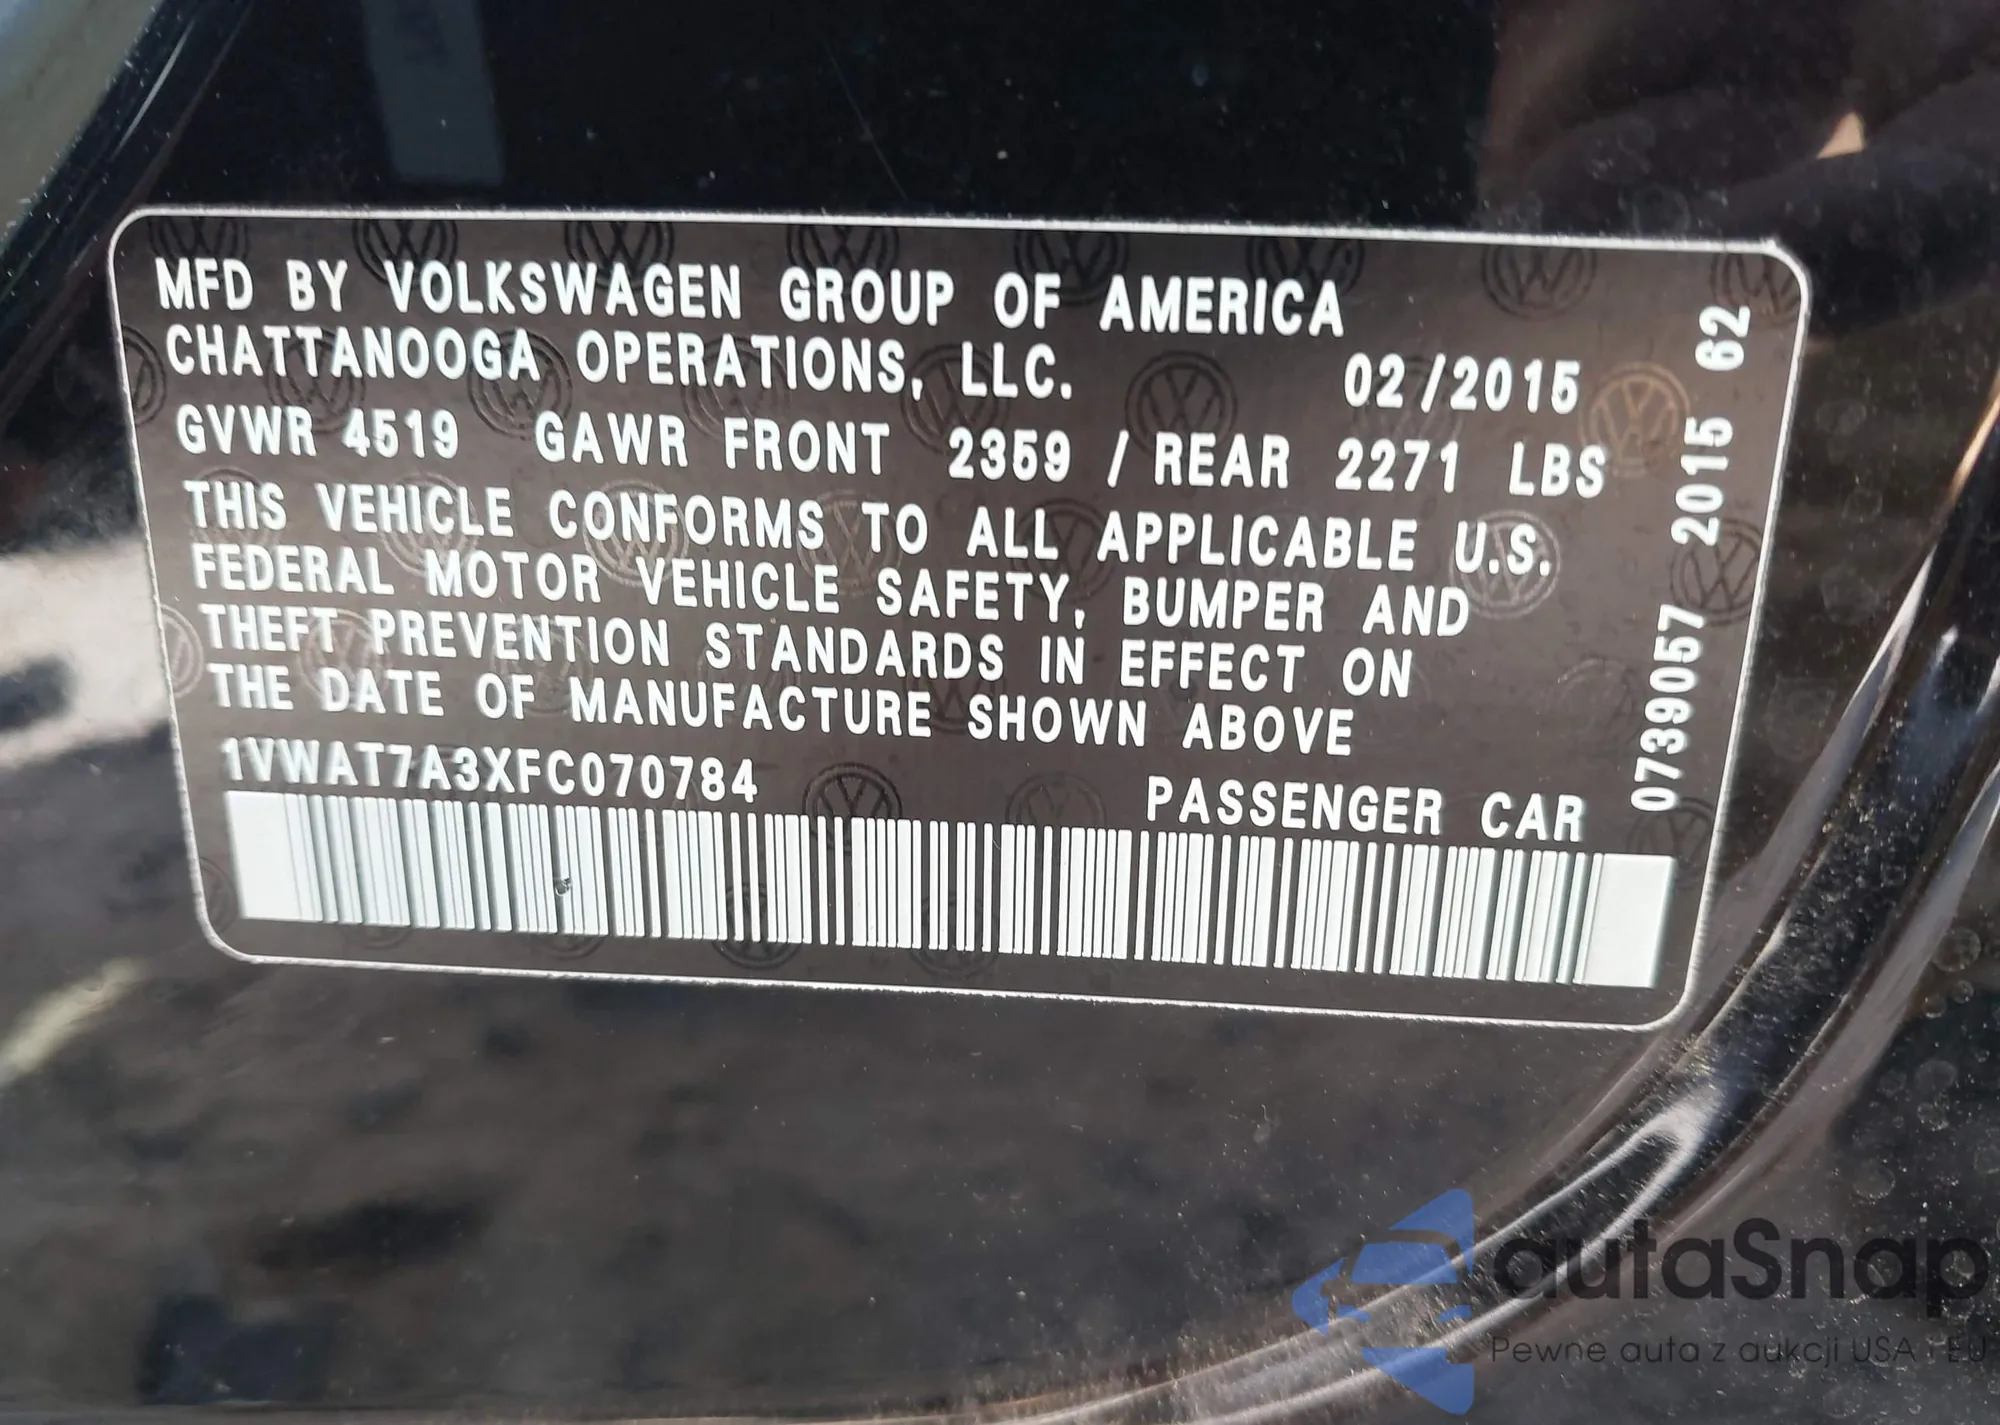 MFD BY VOLKSWAGEN GROUP OF AMERICA
CHATTANOOGA OPERATIONS, LLC. 02/2015
GVWR 4519 GAWR FRONT 2359 / REAR 2271 LBS
THIS VEHICLE CONFORMS TO ALL APPLICABLE U.S.
FEDERAL MOTOR VEHICLE SAFETY, BUMPER AND
THEFT PREVENTION STANDARDS IN EFFECT ON
THE DATE OF MANUFACTURE SHOWN ABOVE
1VWAT7A3XFC070784 PASSENGER CAR
0739057 2015 62
autaSnap
Pewne auta z aukcji USA i EU